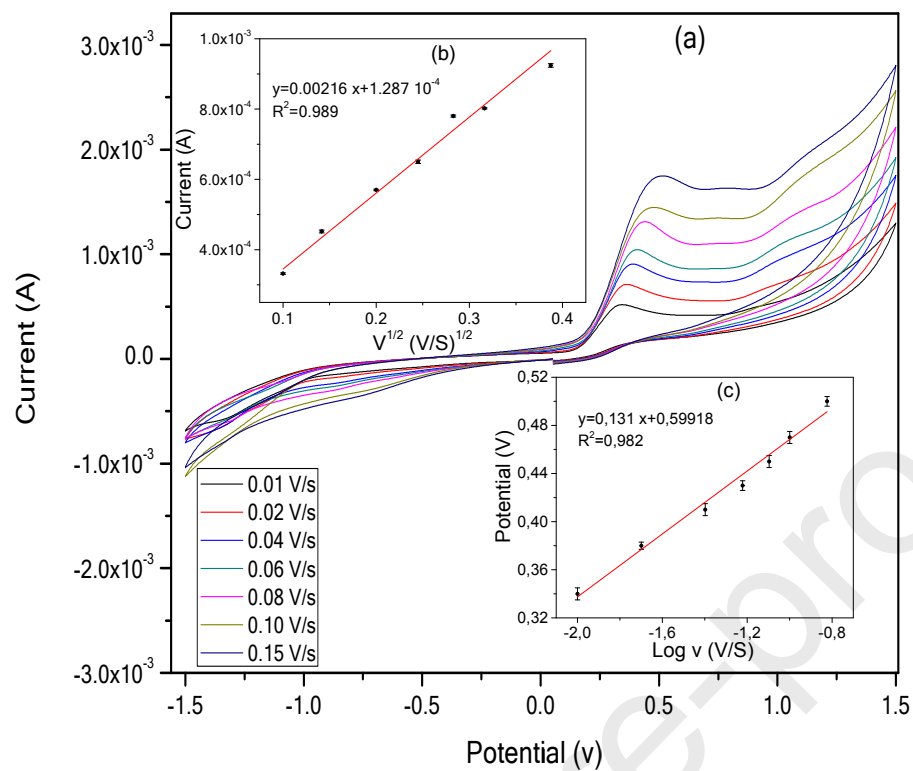 (a)
3.0x10⁻³
2.0x10⁻³
1.0x10⁻³
0.0
-1.0x10⁻³
-2.0x10⁻³
-3.0x10⁻³
Current (A)
-1.5 -1.0 -0.5 0.0 0.5 1.0 1.5
Potential (v)
(b)
y=0.00216 x+1.287 10⁻⁴
R²=0.989
1.0x10⁻³
8.0x10⁻⁴
6.0x10⁻⁴
4.0x10⁻⁴
Current (A)
0.1 0.2 0.3 0.4
V¹ᐟ² (V/S)¹ᐟ²
(c)
y=0,131 x+0,59918
R²=0,982
0,52
0,48
0,44
0,40
0,36
0,32
Potential (V)
-2,0 -1,6 -1,2 -0,8
Log v (V/S)
0.01 V/s
0.02 V/s
0.04 V/s
0.06 V/s
0.08 V/s
0.10 V/s
0.15 V/s
re-pro